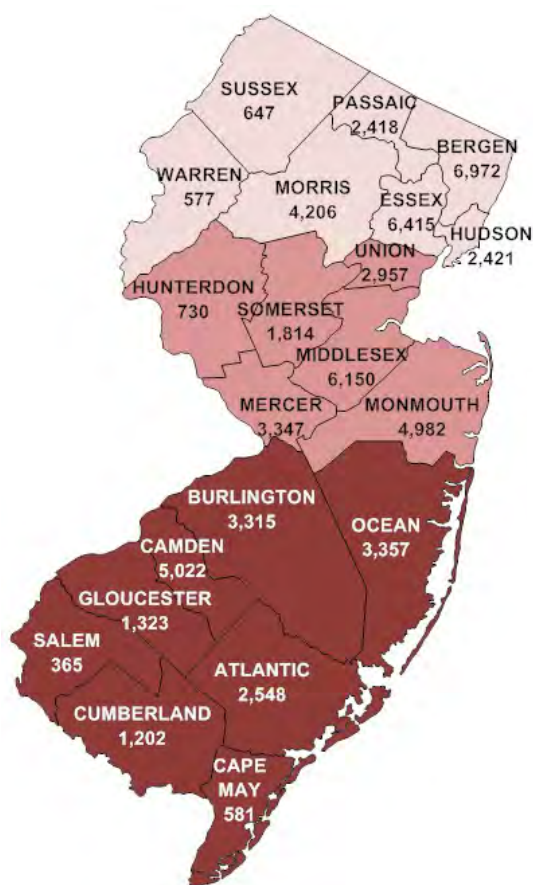 SUSSEX
647
PASSAIC
2,418
BERGEN
6,972
WARREN
577
MORRIS
4,206
ESSEX
6,415
HUDSON
2,421
UNION
2,957
HUNTERDON
730
SOMERSET
1,814
MIDDLESEX
6,150
MERCER
3,347
MONMOUTH
4,982
BURLINGTON
3,315
OCEAN
3,357
CAMDEN
5,022
GLOUCESTER
1,323
SALEM
365
ATLANTIC
2,548
CUMBERLAND
1,202
CAPE
MAY
581